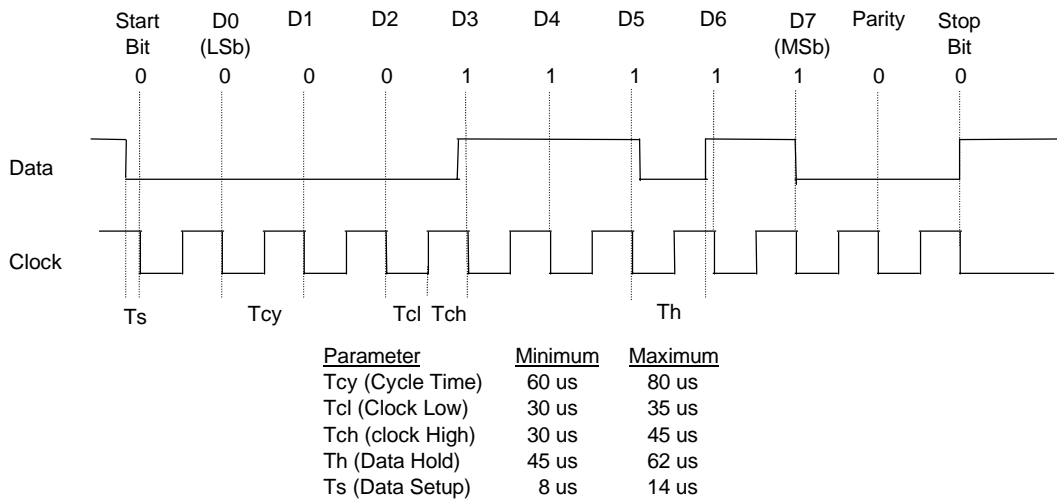 Start D0 D1 D2 D3 D4 D5 D6 D7 Parity Stop
Bit (LSb) (MSb) Bit
0 0 0 0 1 1 1 1 1 0 0
Data
Clock
Ts Tcy Tcl Tch Th
Parameter Minimum Maximum
Tcy (Cycle Time) 60 us 80 us
Tcl (Clock Low) 30 us 35 us
Tch (clock High) 30 us 45 us
Th (Data Hold) 45 us 62 us
Ts (Data Setup) 8 us 14 us